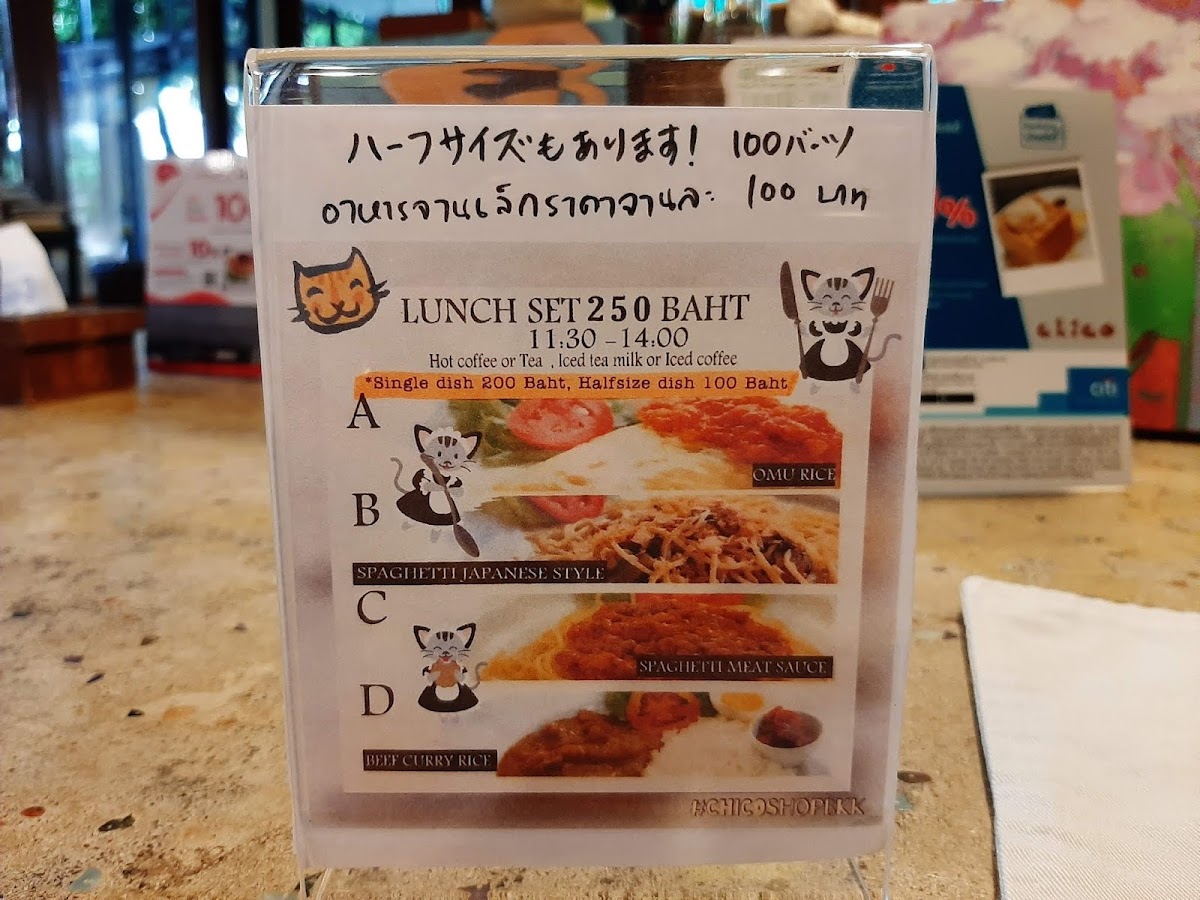 ハーフサイズもあります! 100バーツ
อาหารจานเล็กราคาจานละ 100 บาท
LUNCH SET 250 BAHT
11:30 - 14:00
Hot coffee or Tea , Iced tea milk or Iced coffee
*Single dish 200 Baht, Halfsize dish 100 Baht
A
OMU RICE
B
SPAGHETTI JAPANESE STYLE
C
SPAGHETTI MEAT SAUCE
D
BEEF CURRY RICE
#CHICOSHOPBKK
citi